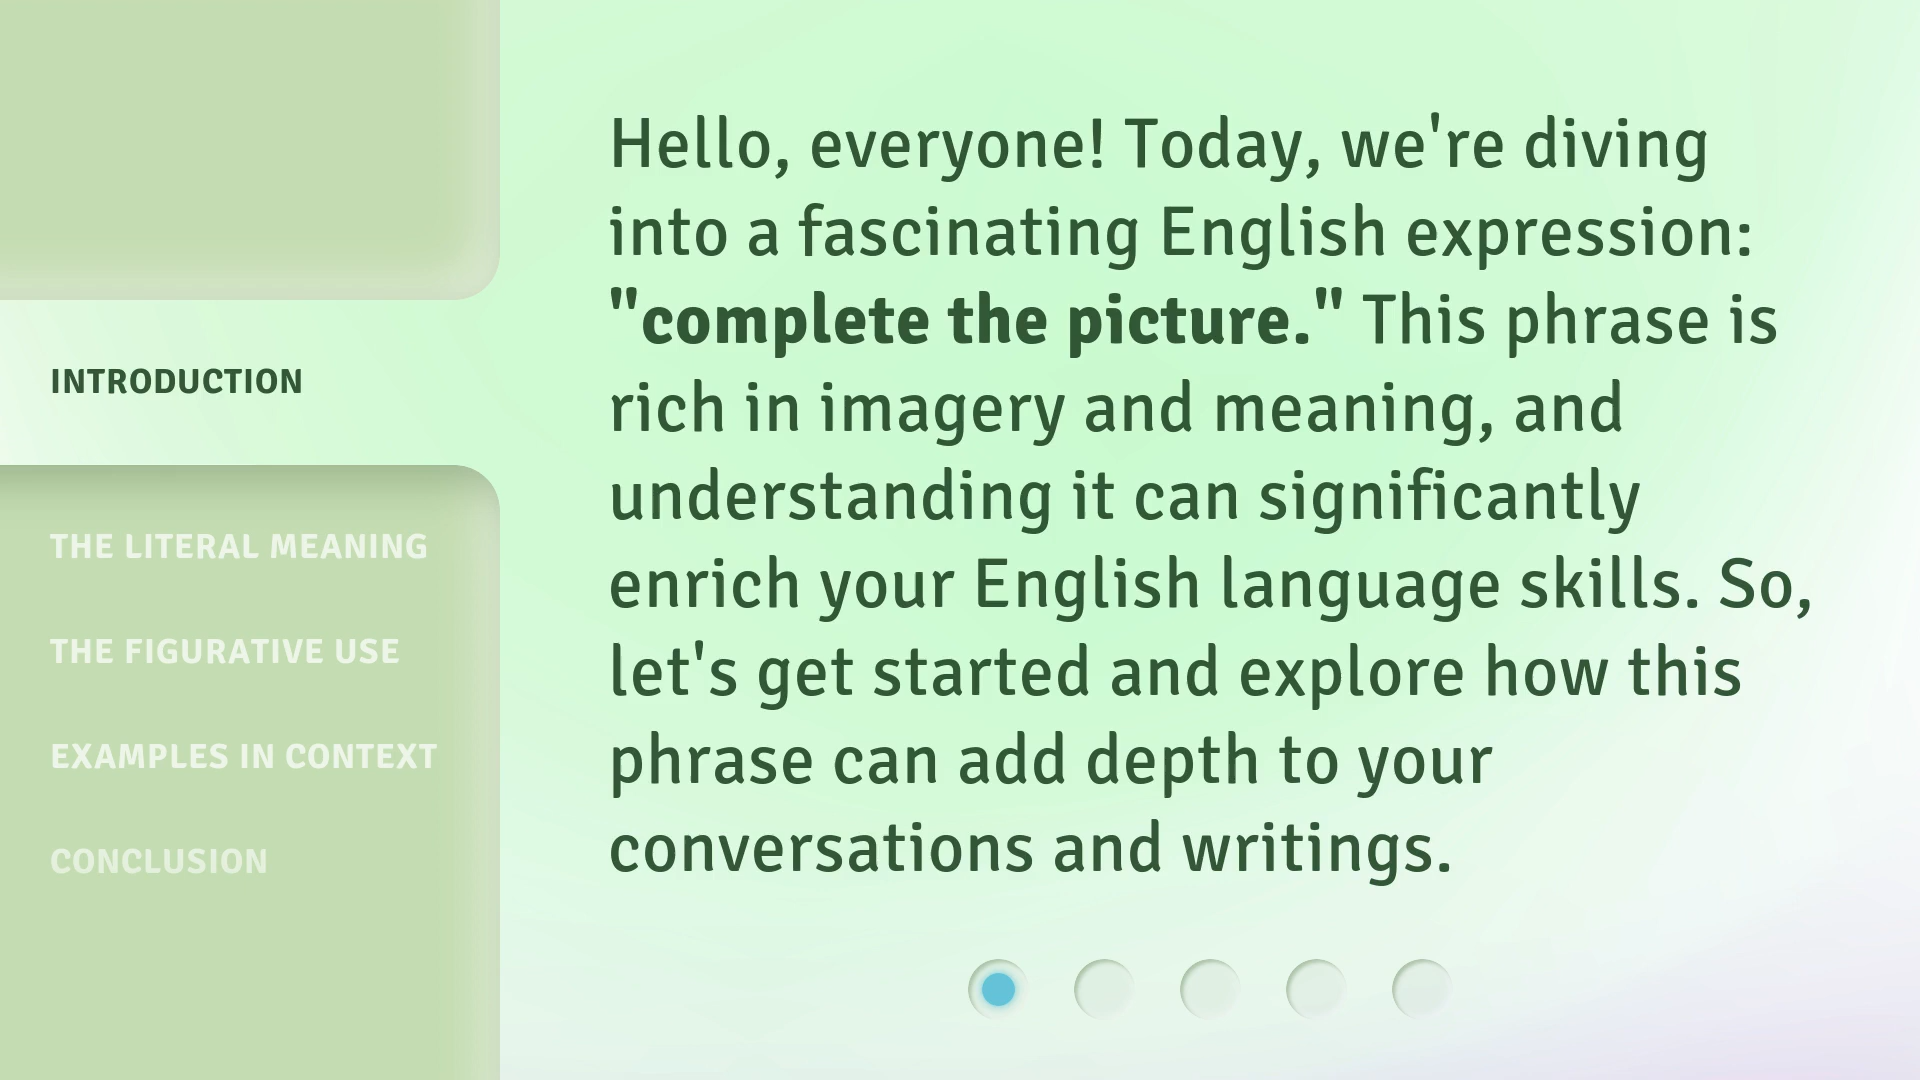 INTRODUCTION
THE LITERAL MEANING
THE FIGURATIVE USE
EXAMPLES IN CONTEXT
CONCLUSION
Hello, everyone! Today, we're diving
into a fascinating English expression:
"complete the picture." This phrase is
rich in imagery and meaning, and
understanding it can significantly
enrich your English language skills. So,
let's get started and explore how this
phrase can add depth to your
conversations and writings.